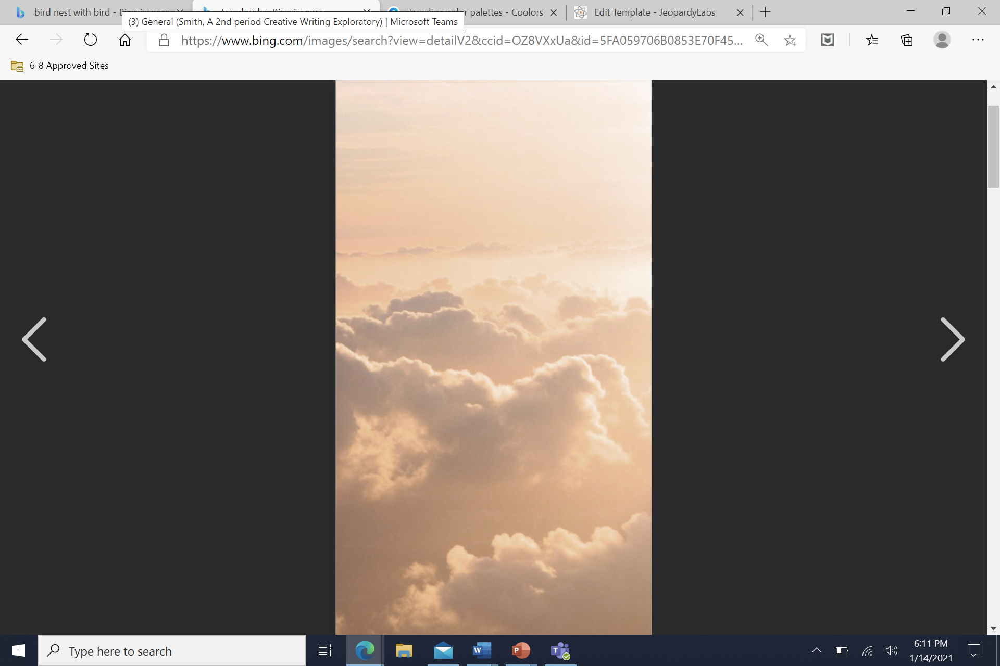 bird nest with bird - B
palettes - Coolors
Edit Template - JeopardyLabs
(3) General (Smith, A 2nd period Creative Writing Exploratory) | Microsoft Teams
https://www.bing.com/images/search?view=detailV2&ccid=OZ8VXxUa&id=5FA059706B0853E70F45...
6-8 Approved Sites
Type here to search
W
P
T
6:11 PM
1/14/2021